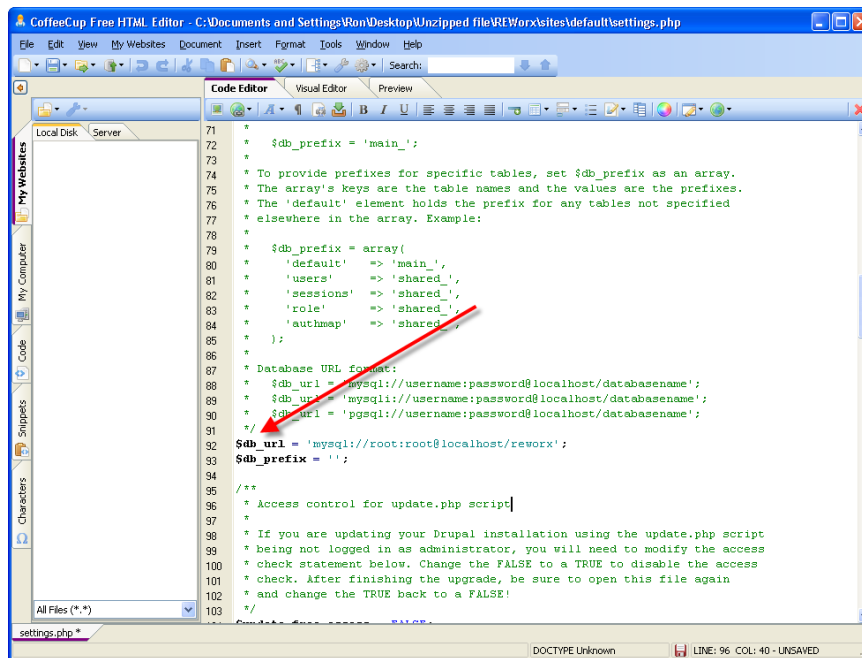 CoffeeCup Free HTML Editor - C:\Documents and Settings\Ron\Desktop\Unzipped file\REWorx\sites\default\settings.php
File Edit View My Websites Document Insert Format Tools Window Help
Search:
Code Editor Visual Editor Preview
B I U
Local Disk Server
My Websites
My Computer
Code
Snippets
Characters
71 *
72 *   $db_prefix = 'main_';
73 *
74 * To provide prefixes for specific tables, set $db_prefix as an array.
75 * The array's keys are the table names and the values are the prefixes.
76 * The 'default' element holds the prefix for any tables not specified
77 * elsewhere in the array. Example:
78 *
79 *   $db_prefix = array(
80 *     'default'   => 'main_',
81 *     'users'     => 'shared_',
82 *     'sessions'  => 'shared_',
83 *     'role'      => 'shared_',
84 *     'authmap'   => 'shared_',
85 *   );
86 *
87 * Database URL format:
88 *   $db_url = 'mysql://username:password@localhost/databasename';
89 *   $db_url = 'mysqli://username:password@localhost/databasename';
90 *   $db_url = 'pgsql://username:password@localhost/databasename';
91 */
92 $db_url = 'mysql://root:root@localhost/reworx';
93 $db_prefix = '';
94
95 /**
96 * Access control for update.php script
97 *
98 * If you are updating your Drupal installation using the update.php script
99 * being not logged in as administrator, you will need to modify the access
100 * check statement below. Change the FALSE to a TRUE to disable the access
101 * check. After finishing the upgrade, be sure to open this file again
102 * and change the TRUE back to a FALSE!
103 */
All Files (*.*)
settings.php *
DOCTYPE Unknown LINE: 96 COL: 40 - UNSAVED